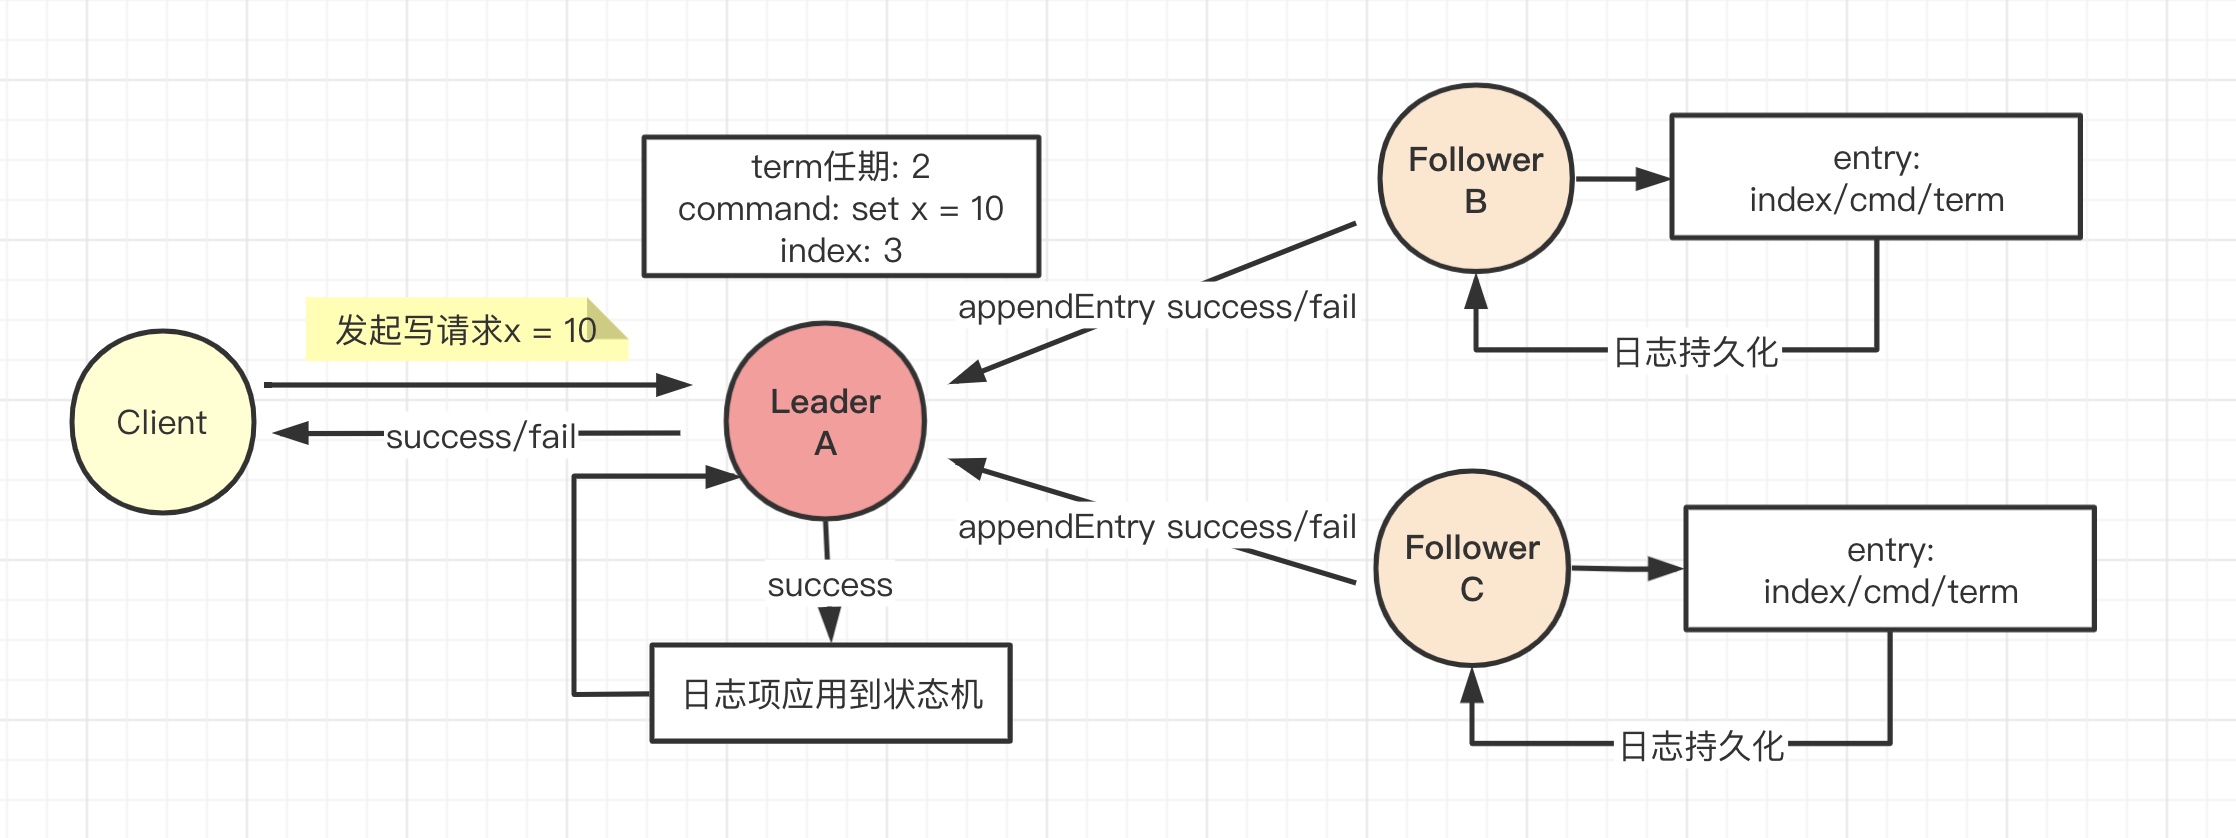 term任期: 2
command: set x = 10
index: 3
Follower
B
entry:
index/cmd/term
appendEntry success/fail
日志持久化
发起写请求x = 10
Client
success/fail
Leader
A
appendEntry success/fail
Follower
C
entry:
index/cmd/term
success
日志项应用到状态机
日志持久化